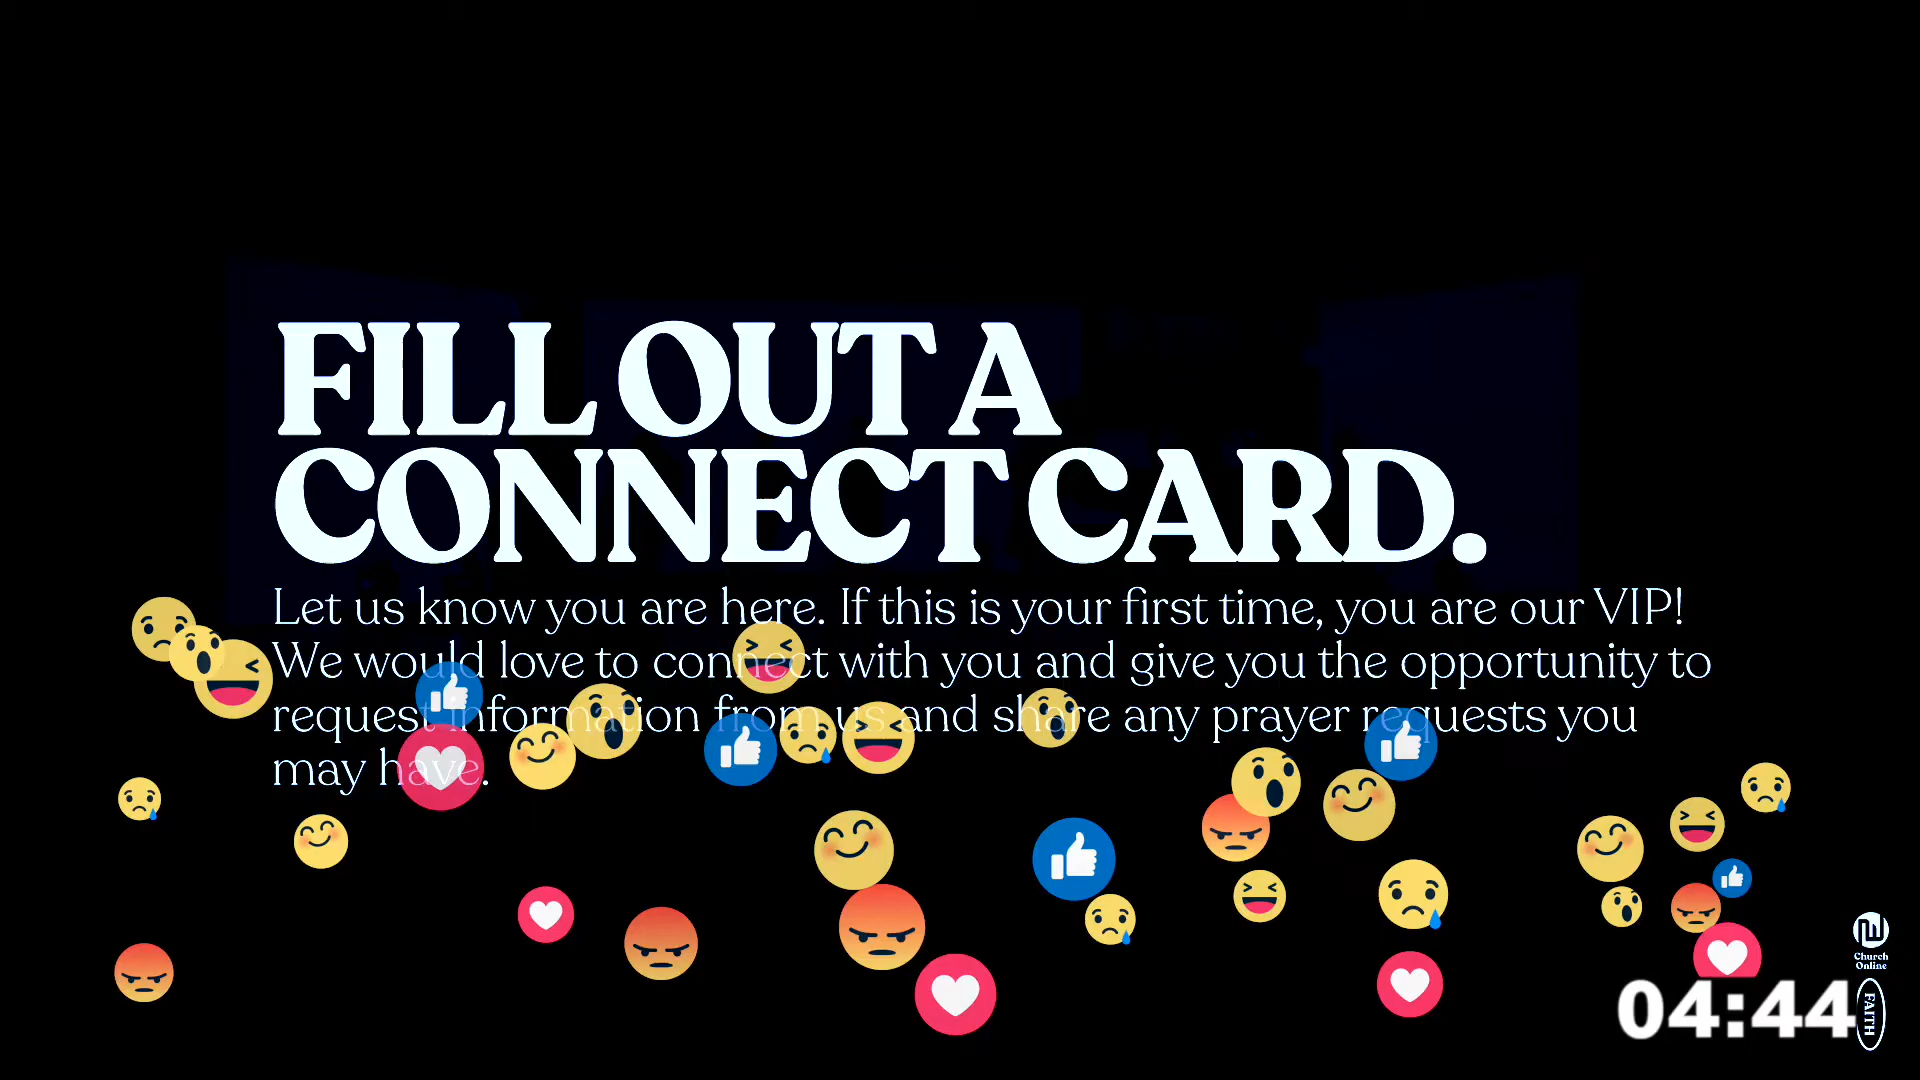 FILL OUT A
CONNECT CARD.
Let us know you are here. If this is your first time, you are our VIP!
We would love to connect with you and give you the opportunity to
request information from us and share any prayer requests you
may have.
Church
Online
04:44
FAITH